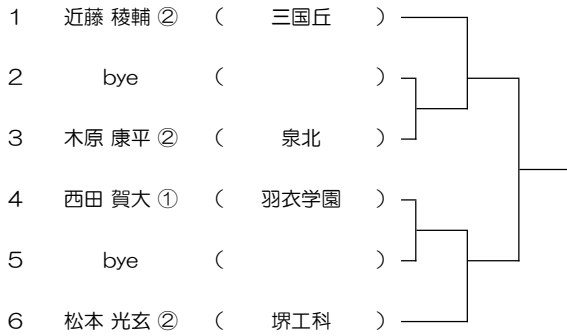 1 近藤 稜輔 ② ( 三国丘 )
2 bye ( )
3 木原 康平 ② ( 泉北 )
4 西田 賀大 ① ( 羽衣学園 )
5 bye ( )
6 松本 光玄 ② ( 堺工科 )